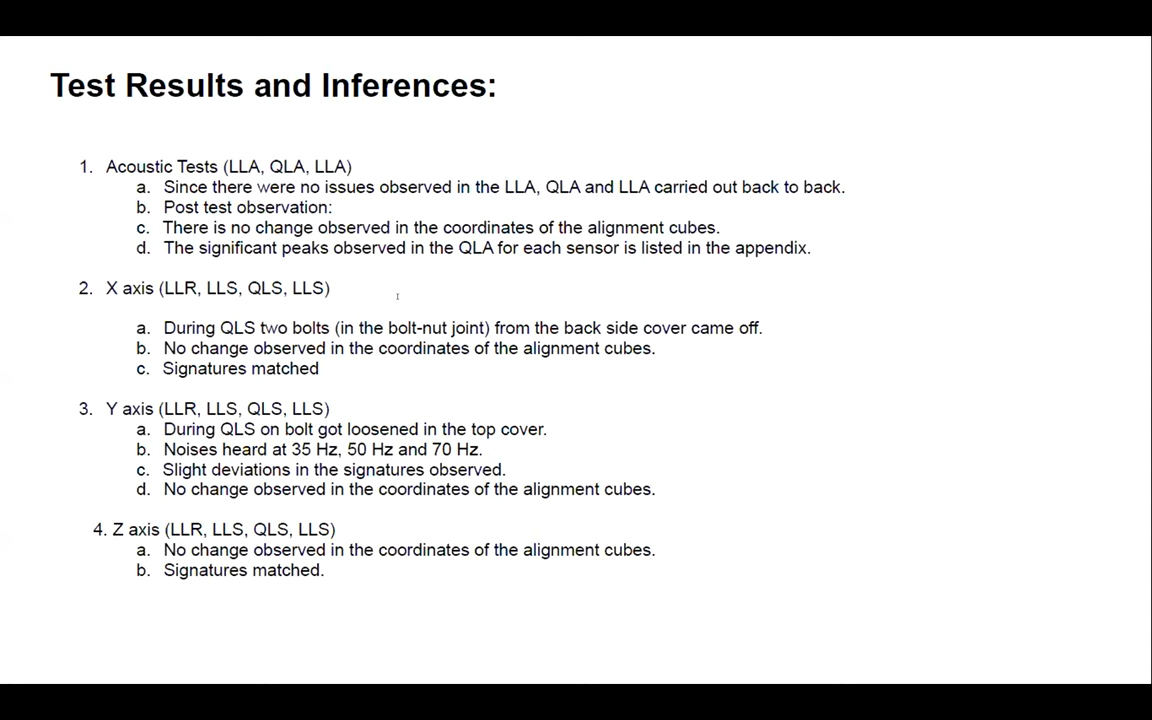 Test Results and Inferences:
1. Acoustic Tests (LLA, QLA, LLA)
a. Since there were no issues observed in the LLA, QLA and LLA carried out back to back.
b. Post test observation:
c. There is no change observed in the coordinates of the alignment cubes.
d. The significant peaks observed in the QLA for each sensor is listed in the appendix.
2. X axis (LLR, LLS, QLS, LLS)
a. During QLS two bolts (in the bolt-nut joint) from the back side cover came off.
b. No change observed in the coordinates of the alignment cubes.
c. Signatures matched
3. Y axis (LLR, LLS, QLS, LLS)
a. During QLS on bolt got loosened in the top cover.
b. Noises heard at 35 Hz, 50 Hz and 70 Hz.
c. Slight deviations in the signatures observed.
d. No change observed in the coordinates of the alignment cubes.
4. Z axis (LLR, LLS, QLS, LLS)
a. No change observed in the coordinates of the alignment cubes.
b. Signatures matched.